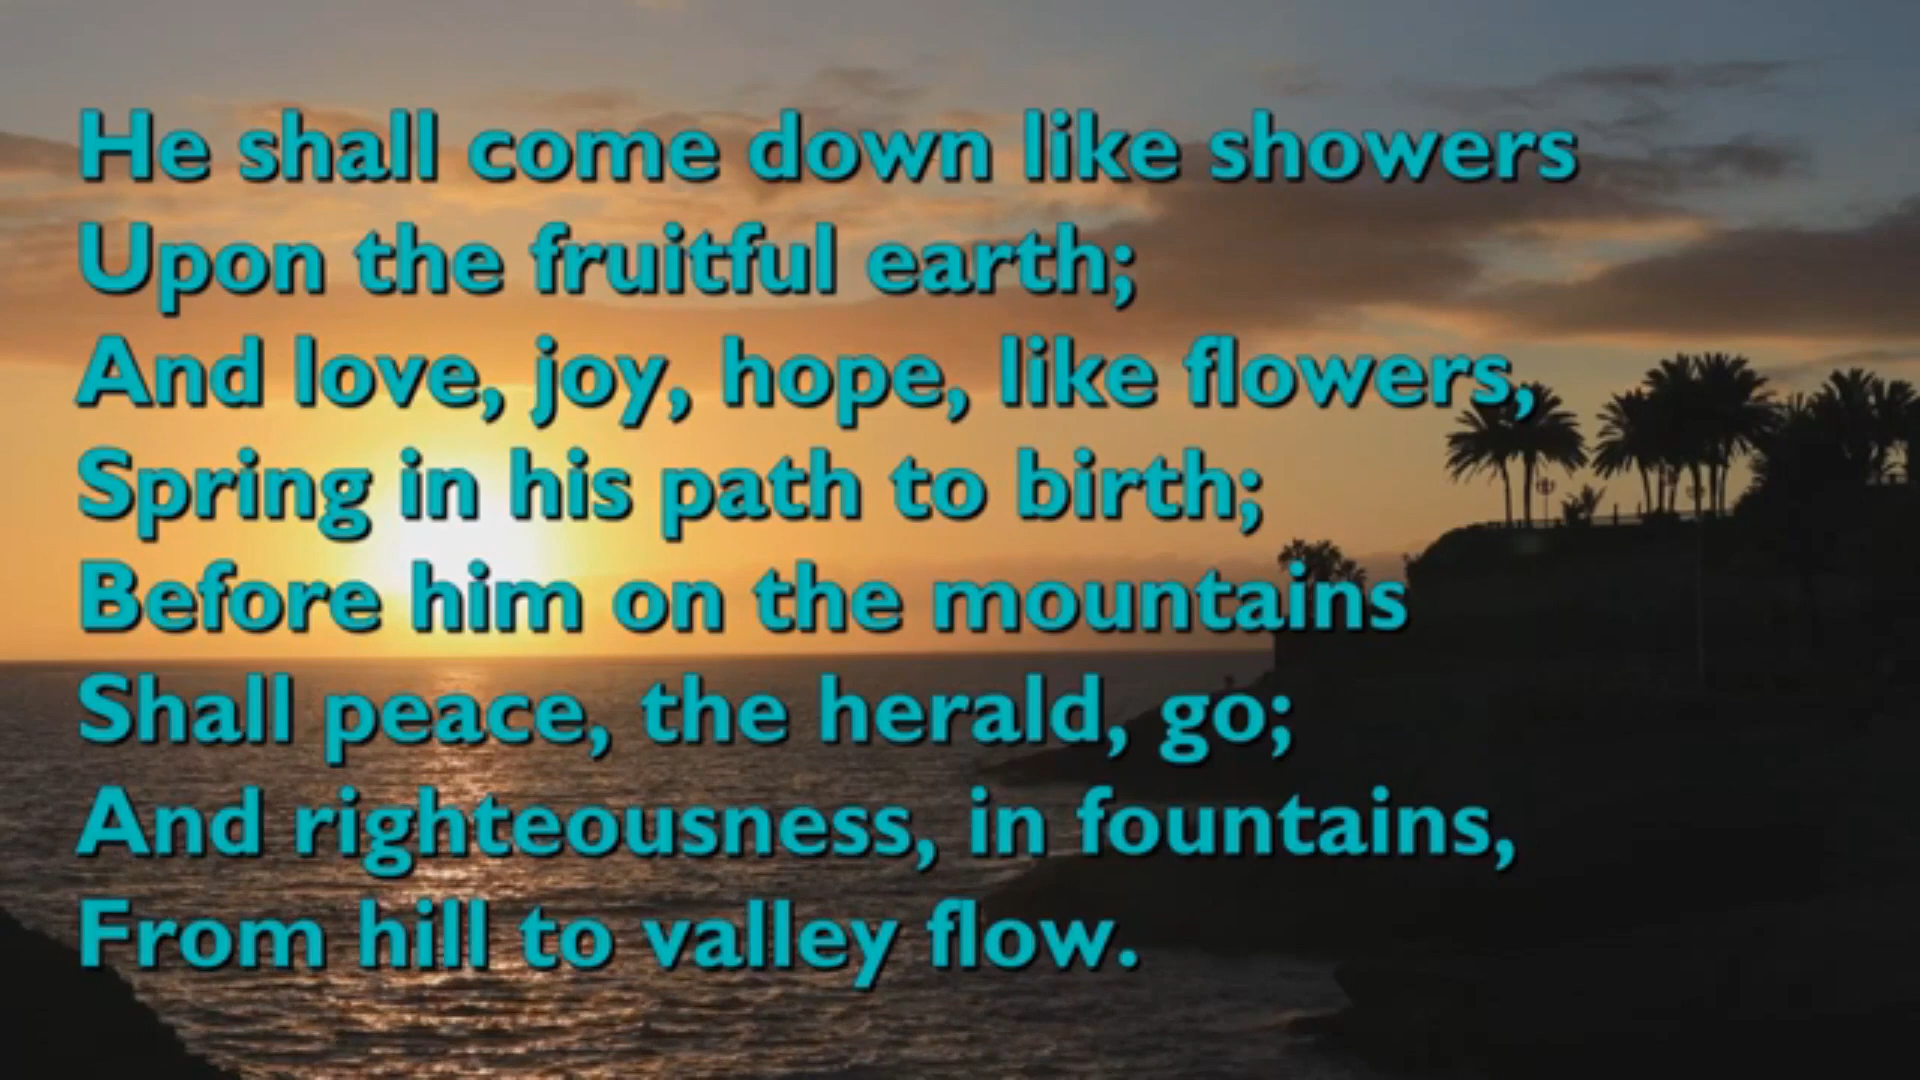 He shall come down like showers
Upon the fruitful earth;
And love, joy, hope, like flowers,
Spring in his path to birth;
Before him on the mountains
Shall peace, the herald, go;
And righteousness, in fountains,
From hill to valley flow.